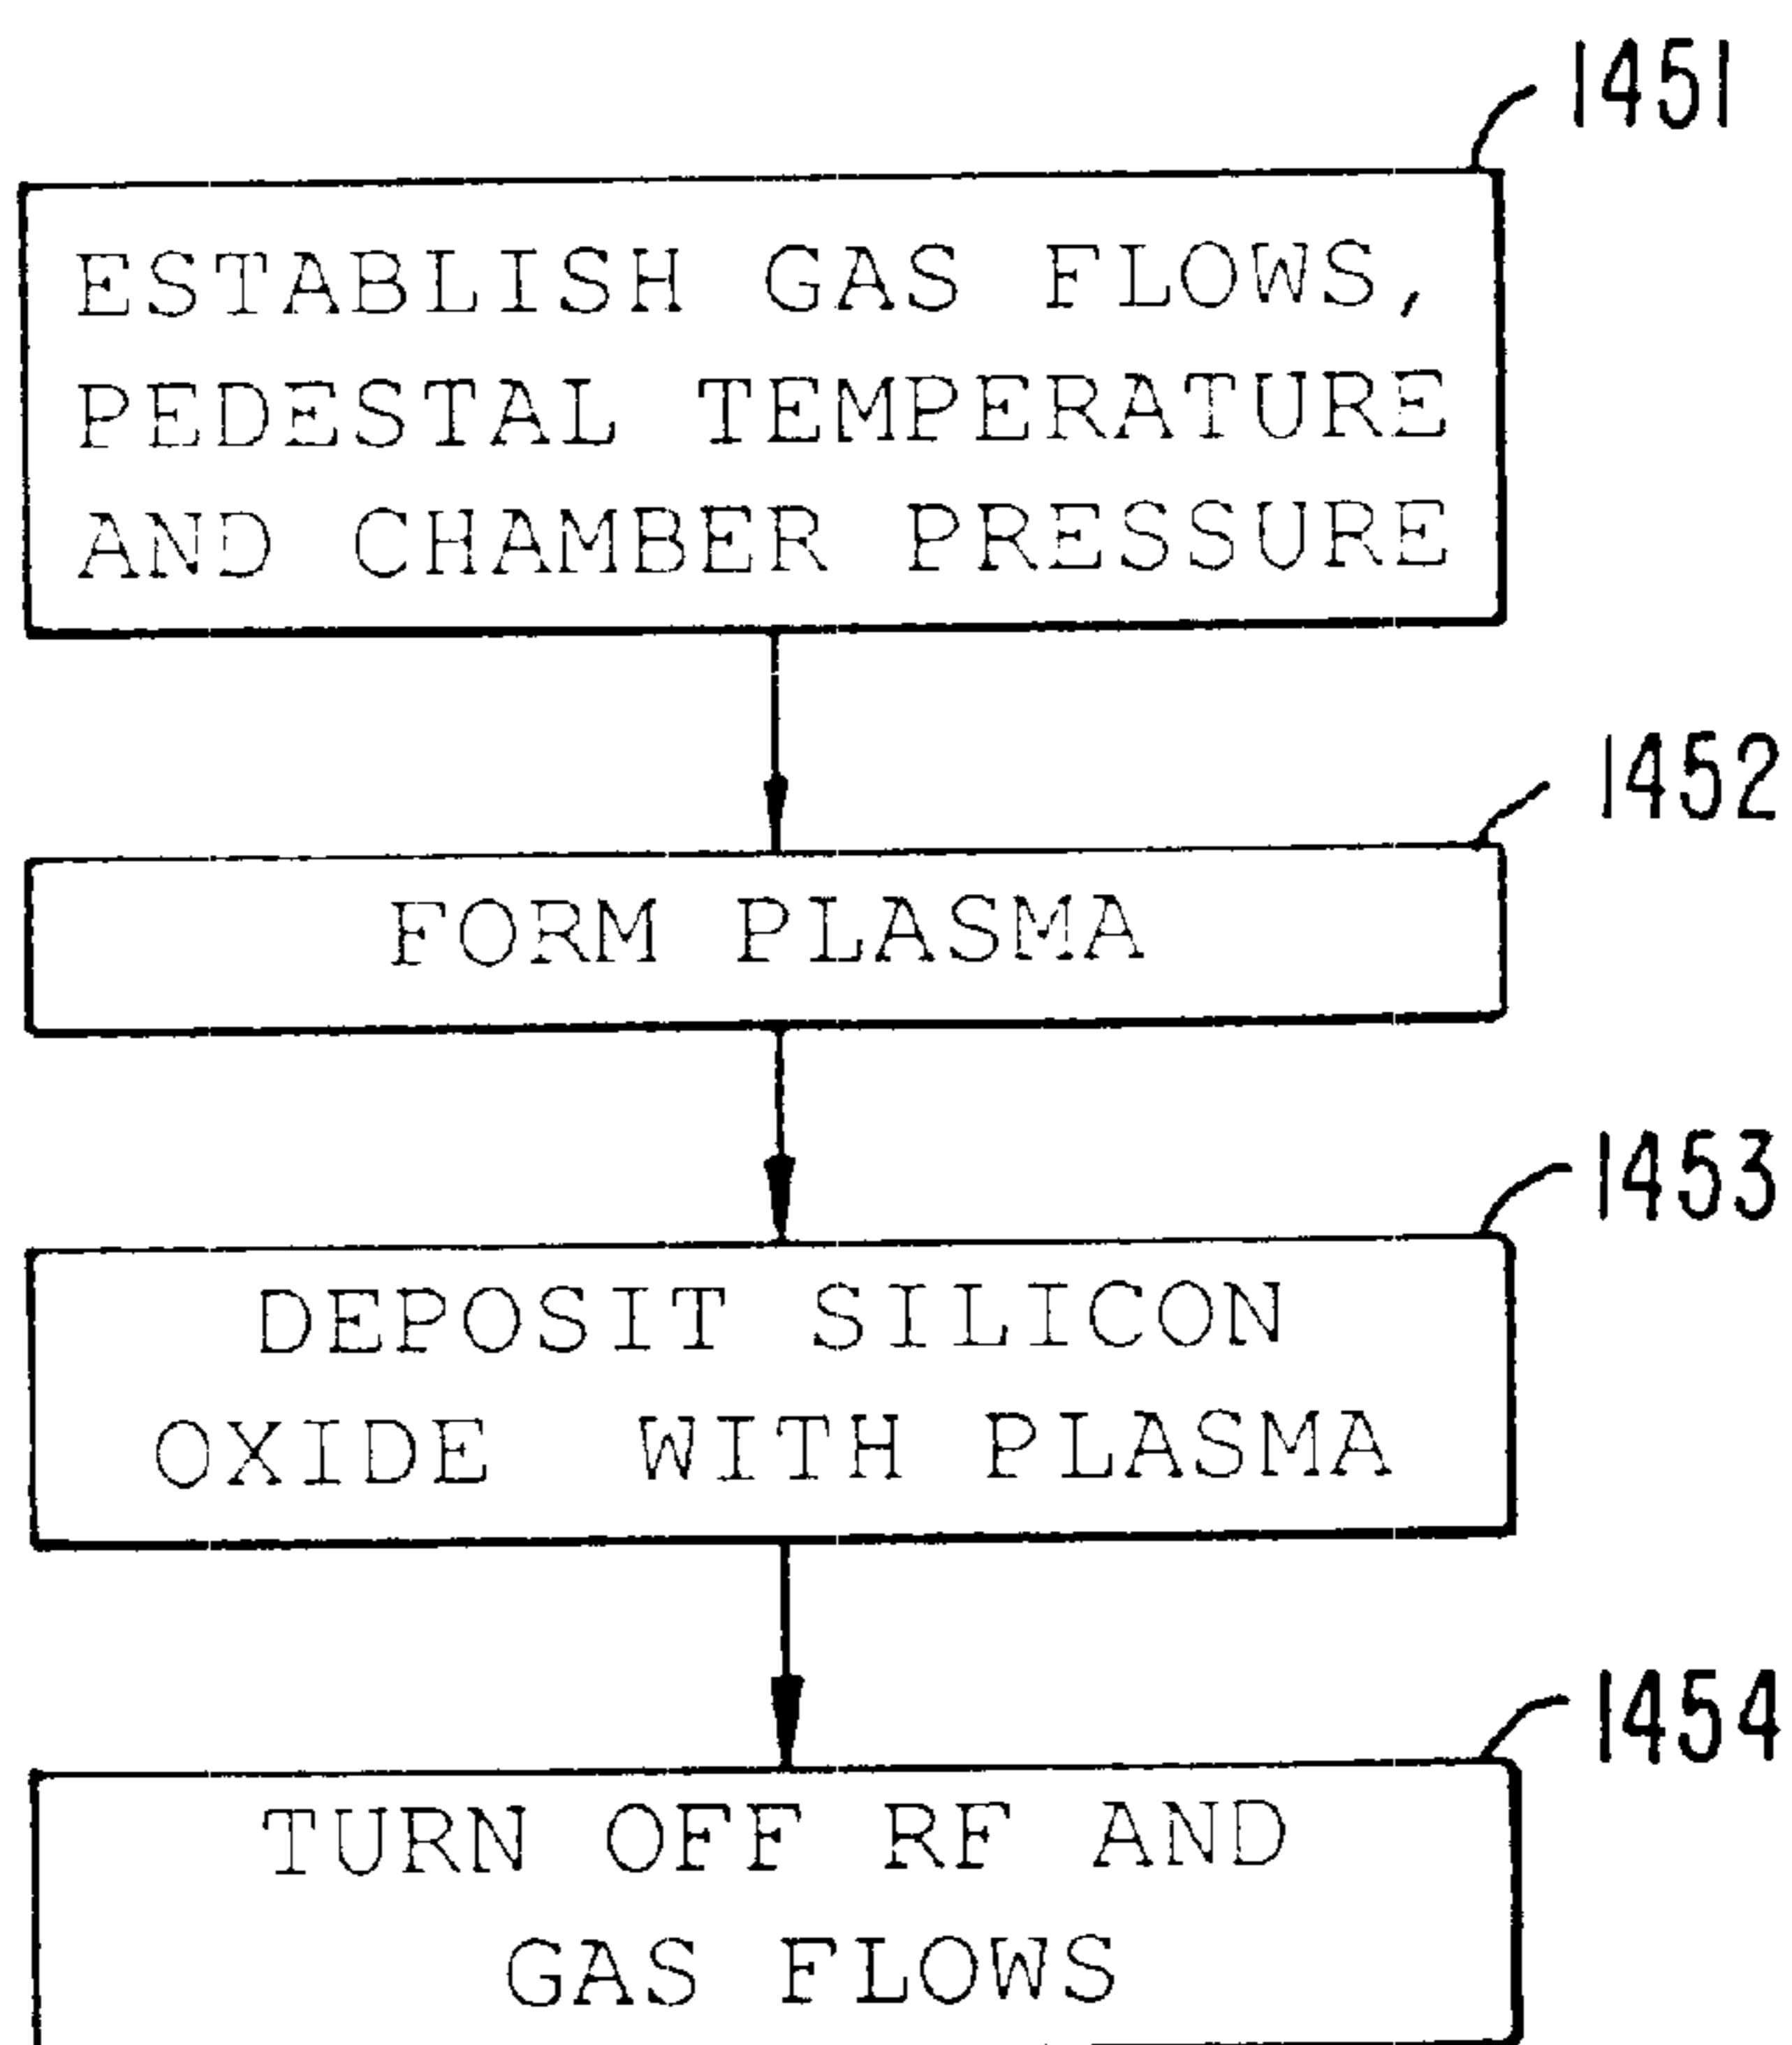 1451
ESTABLISH GAS FLOWS,
PEDESTAL TEMPERATURE
AND CHAMBER PRESSURE
1452
FORM PLASMA
1453
DEPOSIT SILICON
OXIDE WITH PLASMA
1454
TURN OFF RF AND
GAS FLOWS